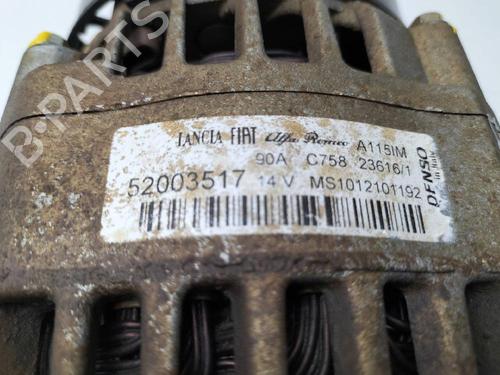 B-PARTS
LANCIA FIAT Alfa Romeo A115IM
90A C758 23616/1
52003517 14 V MS1012101192
DENSO